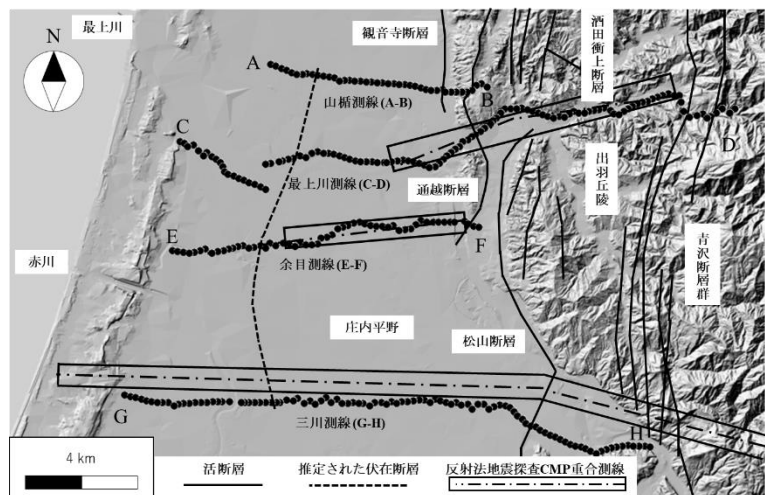 最上川
観音寺断層
酒田衝上断層
N
A
山楯測線(A-B)
B
C
最上川測線(C-D)
通越断層
D
出羽丘陵
E
余目測線(E-F)
F
赤川
青沢断層群
庄内平野
松山断層
G
三川測線(G-H)
H
4 km
活断層
推定された伏在断層
反射法地震探査CMP重合測線